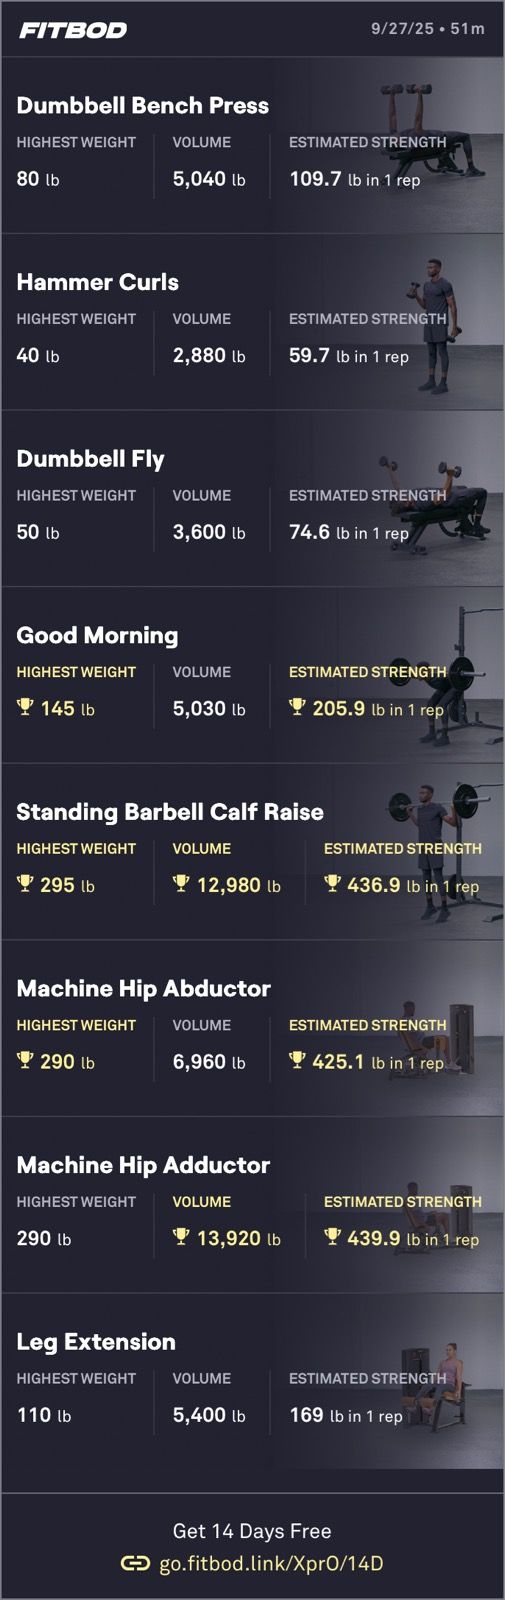 FITBOD
9/27/25 • 51m
Dumbbell Bench Press
HIGHEST WEIGHT VOLUME ESTIMATED STRENGTH
80 lb 5,040 lb 109.7 lb in 1 rep
Hammer Curls
HIGHEST WEIGHT VOLUME ESTIMATED STRENGTH
40 lb 2,880 lb 59.7 lb in 1 rep
Dumbbell Fly
HIGHEST WEIGHT VOLUME ESTIMATED STRENGTH
50 lb 3,600 lb 74.6 lb in 1 rep
Good Morning
HIGHEST WEIGHT VOLUME ESTIMATED STRENGTH
145 lb 5,030 lb 205.9 lb in 1 rep
Standing Barbell Calf Raise
HIGHEST WEIGHT VOLUME ESTIMATED STRENGTH
295 lb 12,980 lb 436.9 lb in 1 rep
Machine Hip Abductor
HIGHEST WEIGHT VOLUME ESTIMATED STRENGTH
290 lb 6,960 lb 425.1 lb in 1 rep
Machine Hip Adductor
HIGHEST WEIGHT VOLUME ESTIMATED STRENGTH
290 lb 13,920 lb 439.9 lb in 1 rep
Leg Extension
HIGHEST WEIGHT VOLUME ESTIMATED STRENGTH
110 lb 5,400 lb 169 lb in 1 rep
Get 14 Days Free
go.fitbod.link/XprO/14D